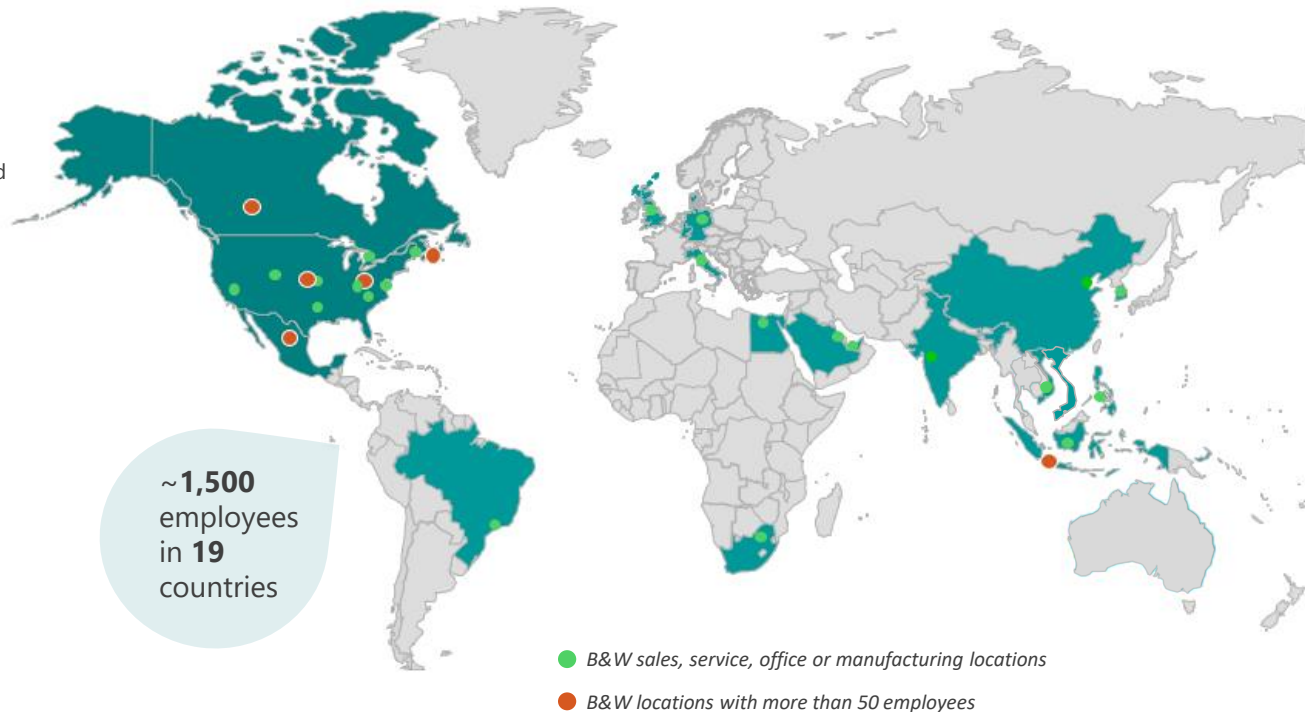 d
~1,500
employees
in 19
countries
B&W sales, service, office or manufacturing locations
B&W locations with more than 50 employees